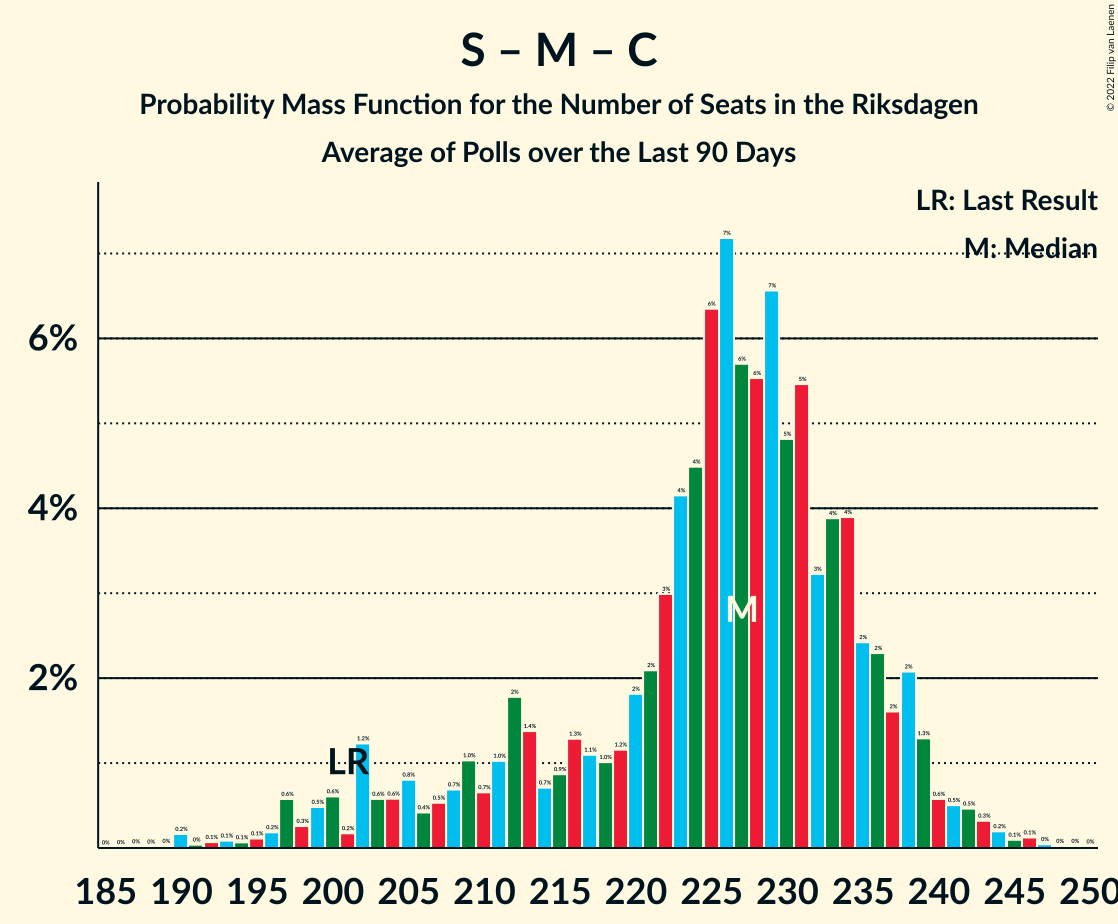 S – M – C
Probability Mass Function for the Number of Seats in the Riksdagen
Average of Polls over the Last 90 Days
© 2022 Filip van Laenen
LR: Last Result
M: Median
6%
4%
2%
0% 0% 0% 0% 0% 0.2% 0% 0.1% 0.1% 0.1% 0.1% 0.2% 0.6% 0.3% 0.5% 0.6% 0.2% 1.2% 0.6% 0.6% 0.8% 0.4% 0.5% 0.7% 1.0% 0.7% 1.0% 2% 1.4% 0.7% 0.9% 1.3% 1.1% 1.0% 1.2% 2% 2% 3% 4% 4% 6% 7% 6% 6% 7% 5% 5% 3% 4% 4% 2% 2% 2% 2% 1.3% 0.6% 0.5% 0.5% 0.3% 0.2% 0.1% 0.1% 0% 0% 0% 0%
LR
M
185 190 195 200 205 210 215 220 225 230 235 240 245 250